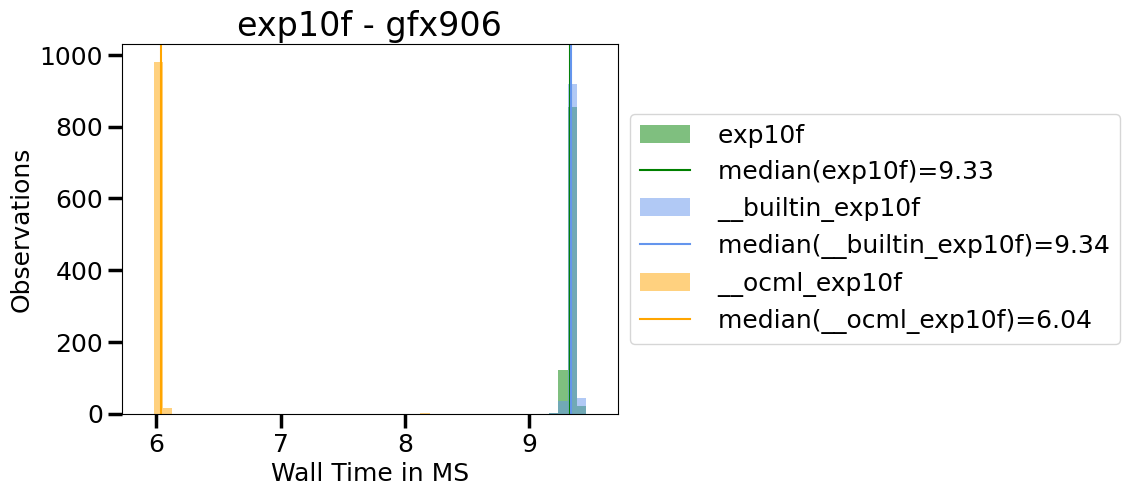 exp10f - gfx906
1000
800
600
400
200
0
Observations
6 7 8 9
Wall Time in MS
exp10f
median(exp10f)=9.33
__builtin_exp10f
median(__builtin_exp10f)=9.34
__ocml_exp10f
median(__ocml_exp10f)=6.04